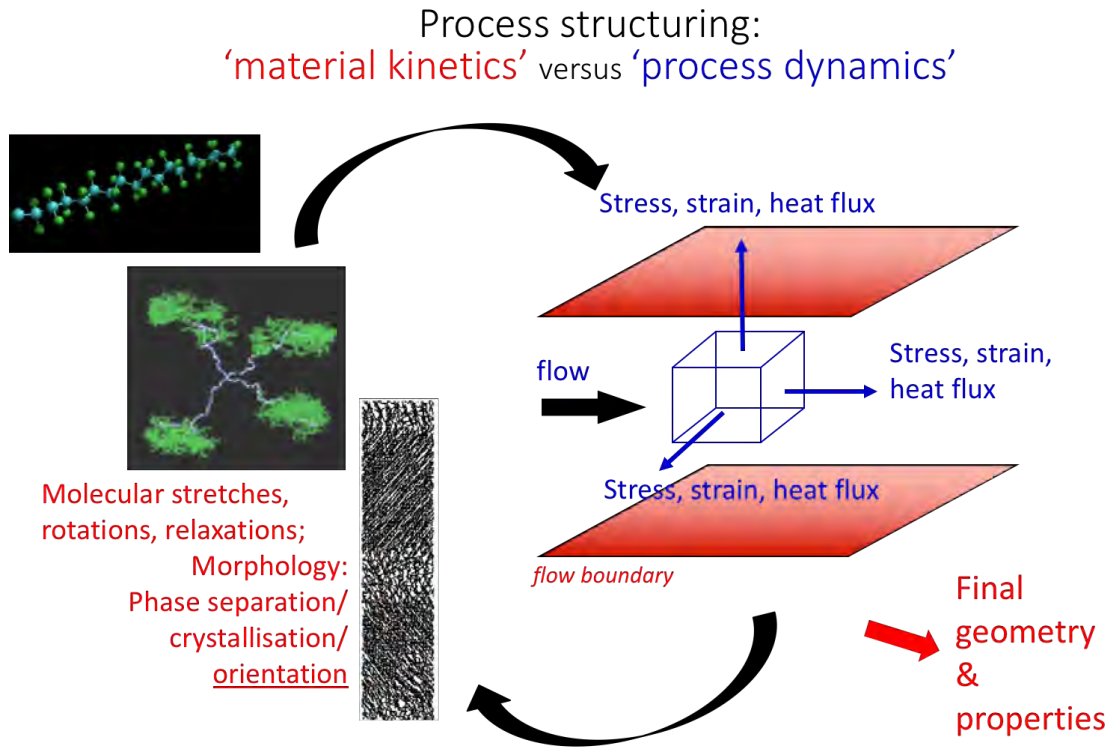 Process structuring:
‘material kinetics’ versus ‘process dynamics’
Stress, strain, heat flux
flow
Stress, strain,
heat flux
Stress, strain, heat flux
flow boundary
Molecular stretches,
rotations, relaxations;
Morphology:
Phase separation/
crystallisation/
orientation
Final
geometry
&
properties